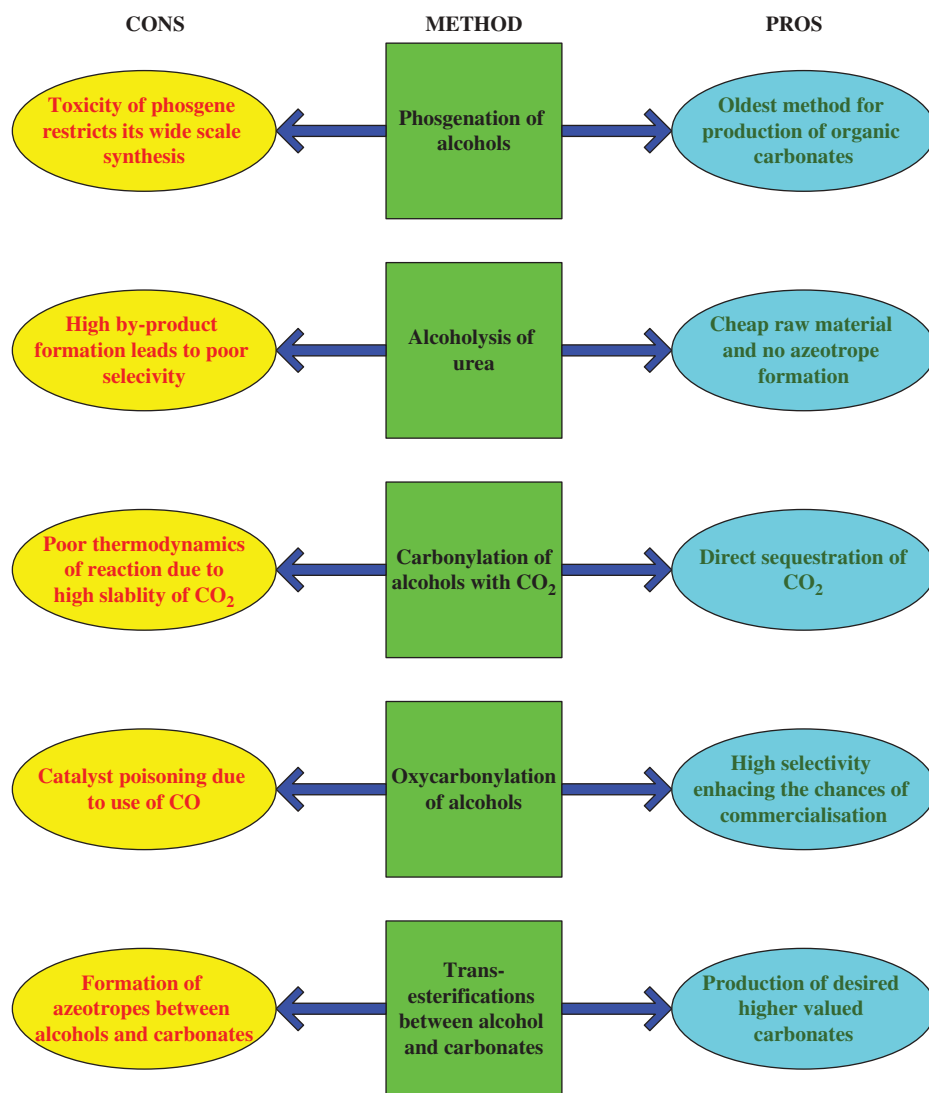 CONS
METHOD
PROS
Toxicity of phosgene
restricts its wide scale
synthesis
Phosgenation of
alcohols
Oldest method for
production of organic
carbonates
High by-product
formation leads to poor
selecivity
Alcoholysis of
urea
Cheap raw material
and no azeotrope
formation
Poor thermodynamics
of reaction due to
high slablity of CO₂
Carbonylation of
alcohols with CO₂
Direct sequestration of
CO₂
Catalyst poisoning due
to use of CO
Oxycarbonylation
of alcohols
High selectivity
enhacing the chances of
commercialisation
Formation of
azeotropes between
alcohols and carbonates
Trans-
esterifications
between alcohol
and carbonates
Production of desired
higher valued
carbonates